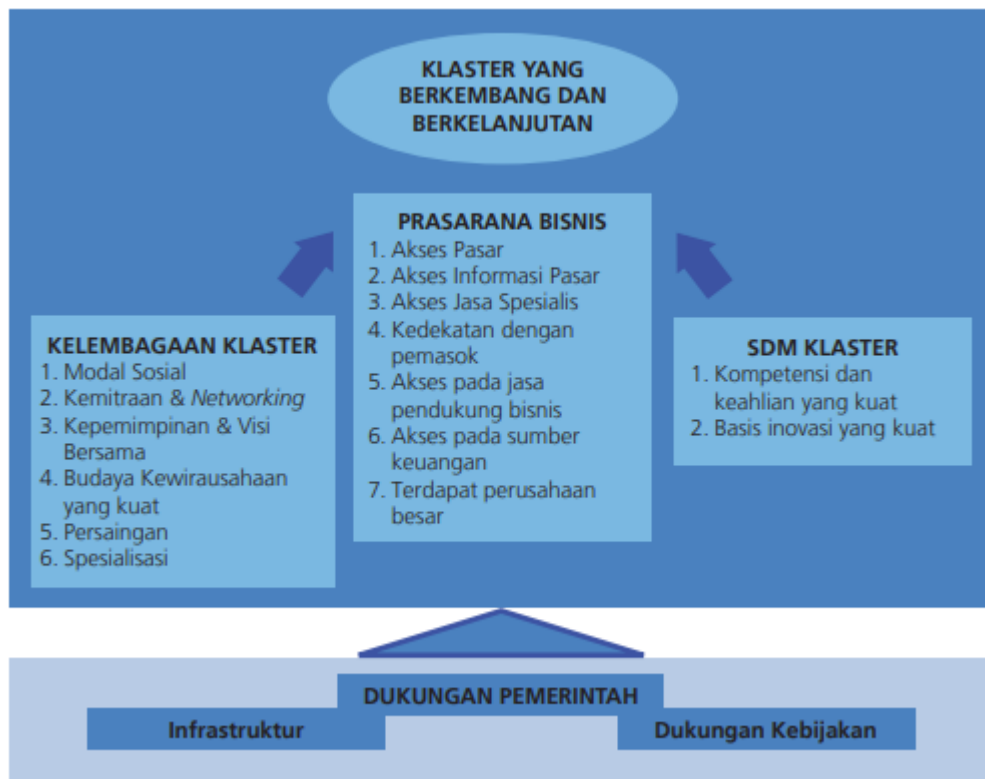 KLASTER YANG
BERKEMBANG DAN
BERKELANJUTAN
KELEMBAGAAN KLASTER
1. Modal Sosial
2. Kemitraan & Networking
3. Kepemimpinan & Visi
Bersama
4. Budaya Kewirausahaan
yang kuat
5. Persaingan
6. Spesialisasi
PRASARANA BISNIS
1. Akses Pasar
2. Akses Informasi Pasar
3. Akses Jasa Spesialis
4. Kedekatan dengan
pemasok
5. Akses pada jasa
pendukung bisnis
6. Akses pada sumber
keuangan
7. Terdapat perusahaan
besar
SDM KLASTER
1. Kompetensi dan
keahlian yang kuat
2. Basis inovasi yang kuat
DUKUNGAN PEMERINTAH
Infrastruktur
Dukungan Kebijakan